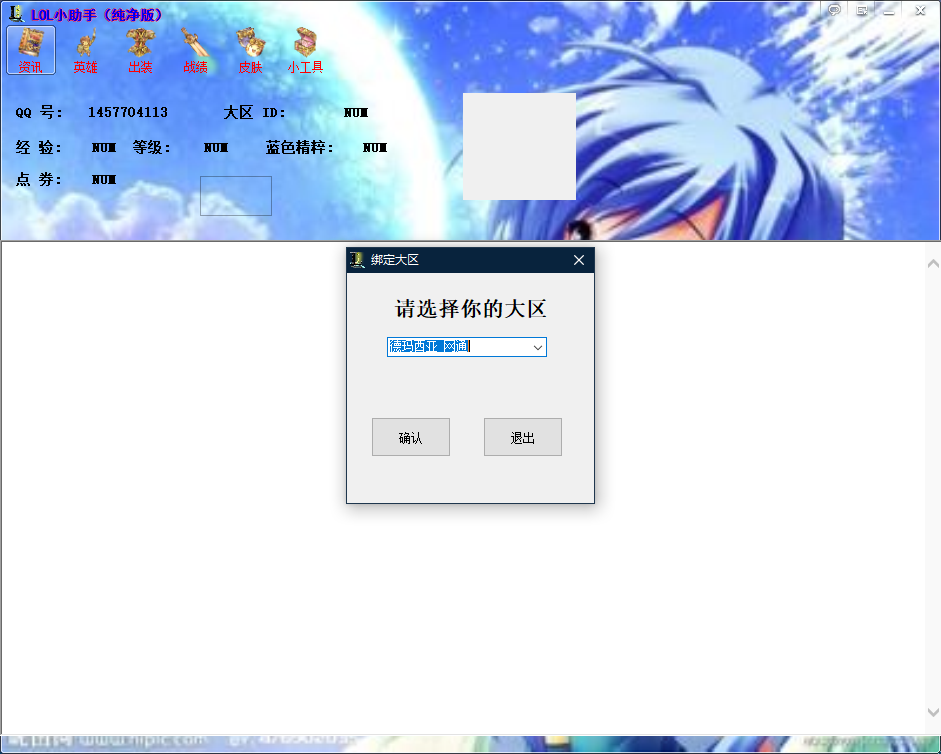 LOL小助手（纯净版）
资讯 英雄 出装 战绩 皮肤 小工具
QQ 号： 1457704113 大区 ID： NUM
经 验： NUM 等级： NUM 蓝色精粹： NUM
点 券： NUM
绑定大区
请选择你的大区
德玛西亚 网通
确认 退出